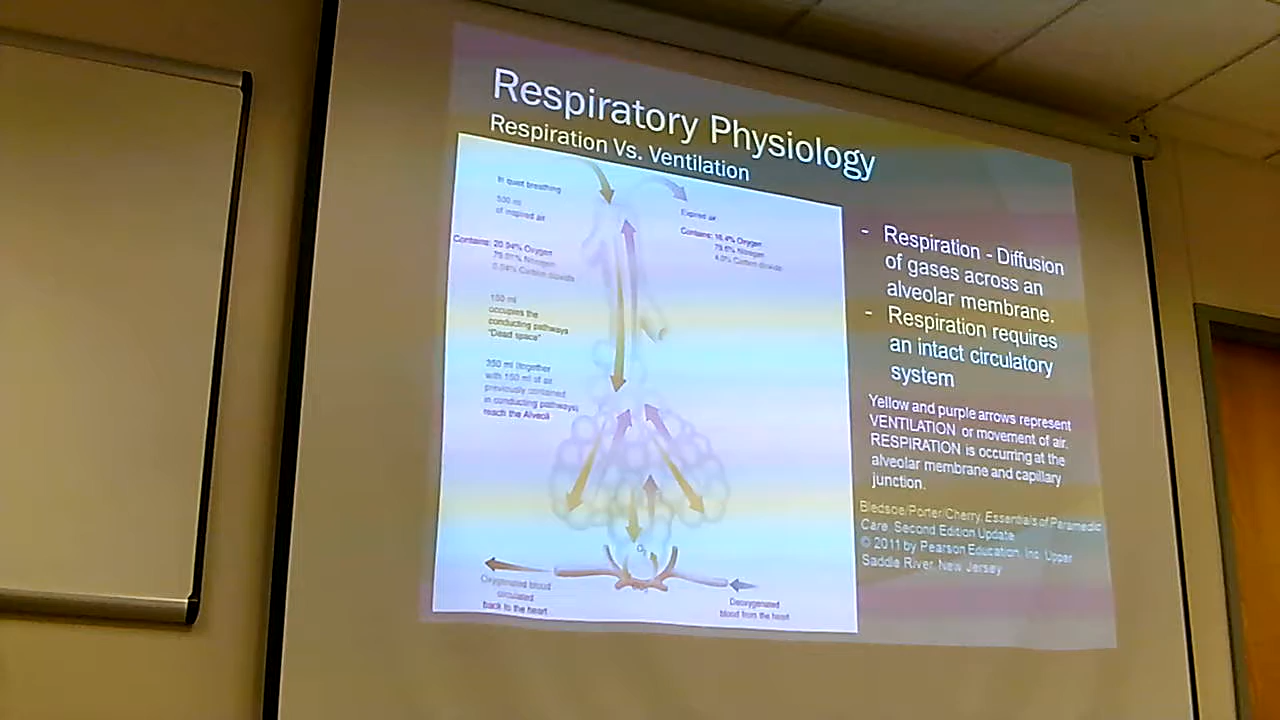 Respiratory Physiology
Respiration Vs. Ventilation
In quiet breathing
500 ml
of inspired air
Contains: 20.94% Oxygen
Nitrogen
0.04% Carbon dioxide
150 ml
occupies the
conducting pathways
"Dead space"
350 ml (together
with 150 ml of air
previously contained
in conducting pathways)
reach the Alveoli
Expired air
Contains: 16.4% Oxygen
79.6% Nitrogen
4.0% Carbon dioxide
O₂
Oxygenated blood
circulated
back to the heart
Deoxygenated
blood from the heart
- Respiration - Diffusion
of gases across an
alveolar membrane.
- Respiration requires
an intact circulatory
system
Yellow and purple arrows represent
VENTILATION or movement of air.
RESPIRATION is occurring at the
alveolar membrane and capillary
junction.
Bledsoe/Porter/Cherry, Essentials of Paramedic
Care, Second Edition Update
© 2011 by Pearson Education, Inc. Upper
Saddle River, New Jersey